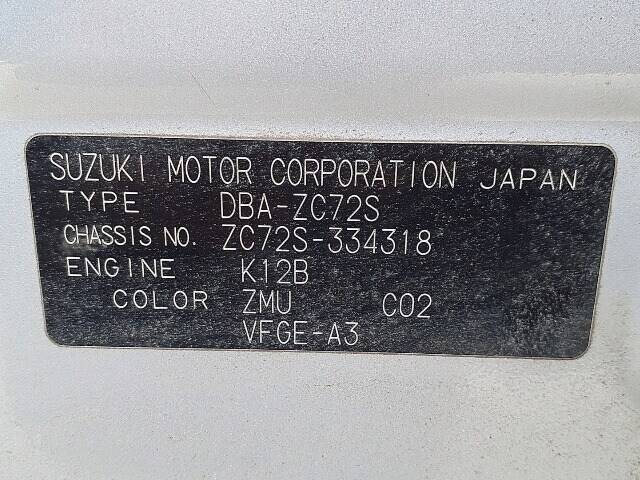 SUZUKI MOTOR CORPORATION JAPAN
TYPE DBA-ZC72S
CHASSIS NO. ZC72S-334318
ENGINE K12B
COLOR ZMU C02
VFGE-A3